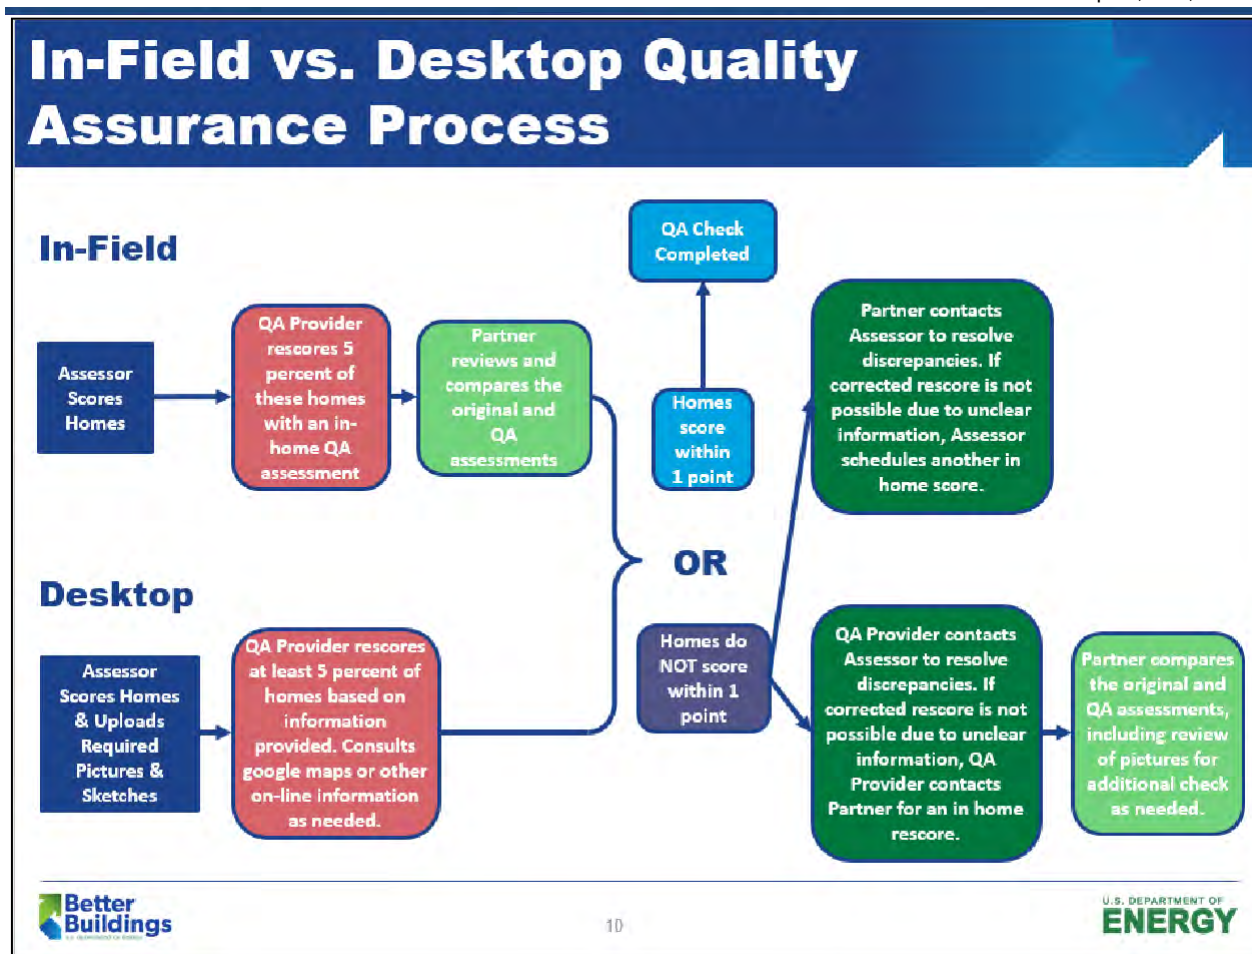 In-Field vs. Desktop Quality
Assurance Process
In-Field
Assessor
Scores
Homes
QA Provider
rescores 5
percent of
these homes
with an in-
home QA
assessment
Partner
reviews and
compares the
original and
QA
assessments
QA Check
Completed
Homes
score
within
1 point
Partner contacts
Assessor to resolve
discrepancies. If
corrected rescore is not
possible due to unclear
information, Assessor
schedules another in
home score.
OR
Desktop
Assessor
Scores Homes
& Uploads
Required
Pictures &
Sketches
QA Provider rescores
at least 5 percent of
homes based on
information
provided. Consults
google maps or other
on-line information
as needed.
Homes do
NOT score
within 1
point
QA Provider contacts
Assessor to resolve
discrepancies. If
corrected rescore is not
possible due to unclear
information, QA
Provider contacts
Partner for an in home
rescore.
Partner compares
the original and
QA assessments,
including review
of pictures for
additional check
as needed.
Better
Buildings
U.S. DEPARTMENT OF ENERGY
10
U.S. DEPARTMENT OF
ENERGY